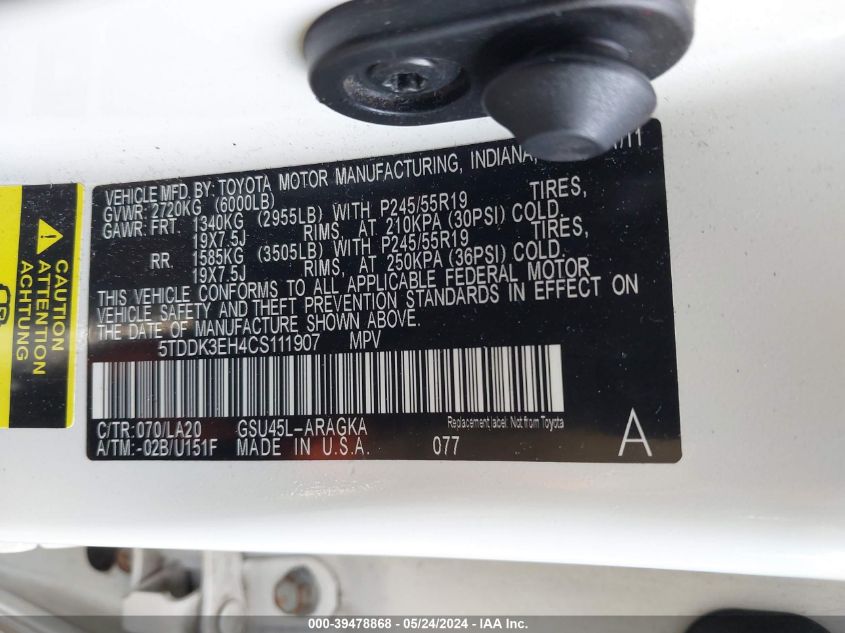 VEHICLE MFD BY: TOYOTA MOTOR MANUFACTURING, INDIANA, /11
GVWR: 2720KG (6000LB)
GAWR: FRT. 1340KG (2955LB) WITH P245/55R19 TIRES,
19X7.5J RIMS, AT 210KPA (30PSI) COLD.
RR 1585KG (3505LB) WITH P245/55R19 TIRES,
19X7.5J RIMS, AT 250KPA (36PSI) COLD.
THIS VEHICLE CONFORMS TO ALL APPLICABLE FEDERAL MOTOR
VEHICLE SAFETY AND THEFT PREVENTION STANDARDS IN EFFECT ON
THE DATE OF MANUFACTURE SHOWN ABOVE.
5TDDK3EH4CS111907 MPV
C/TR: 070/LA20 GSU45L-ARAGKA Replacement label: Not from Toyota
A/TM: -02B/U151F MADE IN U.S.A. 077 A
CAUTION
ATTENTION
ACHTUNG
000-39478868 - 05/24/2024 - IAA Inc.